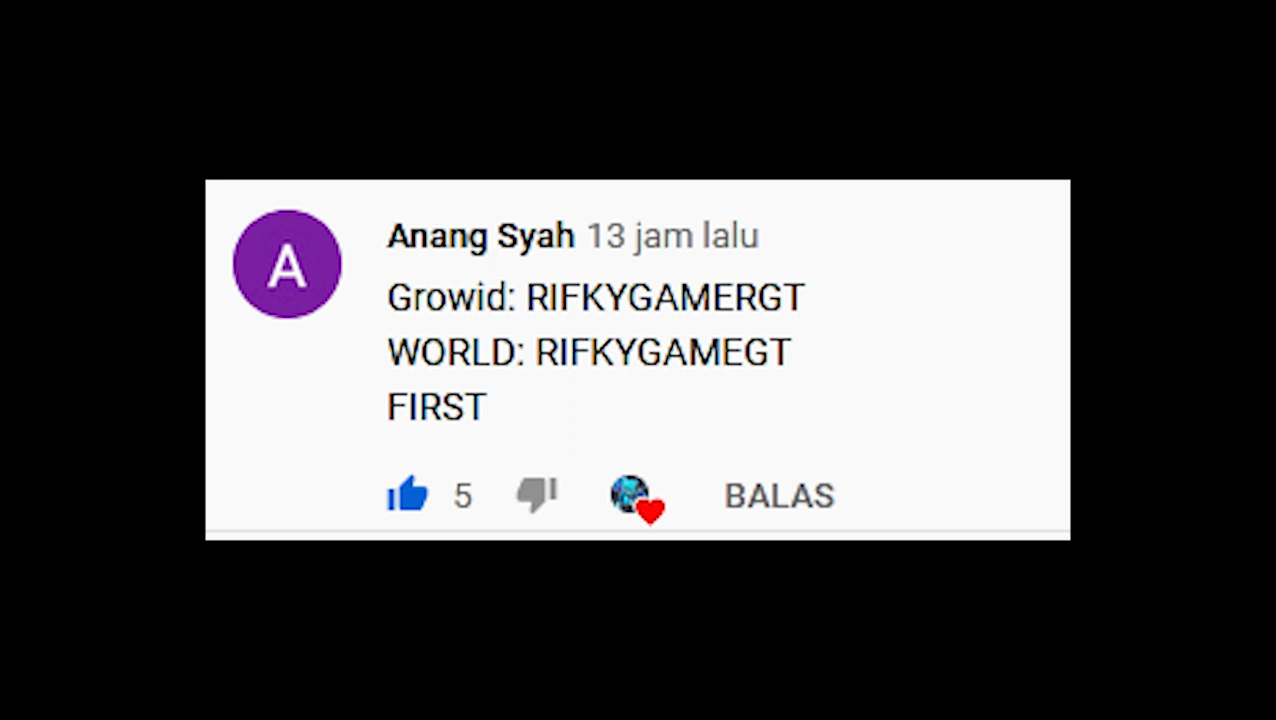 A
Anang Syah 13 jam lalu
Growid: RIFKYGAMERGT
WORLD: RIFKYGAMEGT
FIRST
5 BALAS